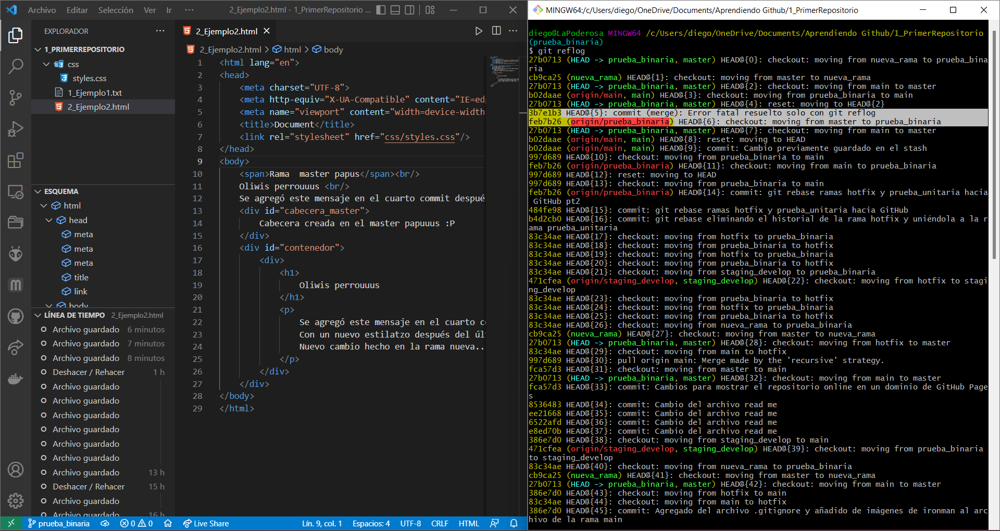 Archivo Editar Selección Ver Ir ··· 2_Ejemplo2.html - 1_PrimerRepositorio ...
EXPLORADOR ···
1_PRIMERREPOSITORIO
css
styles.css
1_Ejemplo1.txt
2_Ejemplo2.html
ESQUEMA
html
head
meta
meta
meta
title
link
body
LÍNEA DE TIEMPO 2_Ejemplo2.html
Archivo guardado 6 minutos
Archivo guardado 7 minutos
Archivo guardado 8 minutos
Deshacer / Rehacer 1 h
Archivo guardado
Archivo guardado
Archivo guardado
Archivo guardado
Archivo guardado
Archivo guardado
Archivo guardado 13 h
Deshacer / Rehacer 15 h
Archivo guardado
Archivo guardado 16 h
2_Ejemplo2.html
2_Ejemplo2.html > html > body
1 <html lang="en">
2 <head>
3 <meta charset="UTF-8">
4 <meta http-equiv="X-UA-Compatible" content="IE=edg
5 <meta name="viewport" content="width=device-width
6 <title>Document</title>
7 <link rel="stylesheet" href="css/styles.css"/>
8 </head>
9 <body>
10 <span>Rama  master papus</span><br/>
11 Oliwis perrouuus <br/>
12 Se agregó este mensaje en el cuarto commit despué
13 <div id="cabecera_master">
14 Cabecera creada en el master papuuus :P
15 </div>
16 <div id="contenedor">
17 <div>
18 <h1>
19 Oliwis perrouuus
20 </h1>
21 <p>
22 Se agregó este mensaje en el cuarto co
23 Con un nuevo estilatzo después del últ
24 Nuevo cambio hecho en la rama nueva..
25 </p>
26 </div>
27 </div>
28 </body>
29 </html>
prueba_binaria 0 0 Live Share Lín. 9, col. 1 Espacios: 4 UTF-8 CRLF HTML
MINGW64:/c/Users/diego/OneDrive/Documents/Aprendiendo Github/1_PrimerRepositorio
diego@LaPoderosa MINGW64 /c/Users/diego/OneDrive/Documents/Aprendiendo Github/1_PrimerRepositorio
(prueba_binaria)
$ git reflog
27b0713 (HEAD -> prueba_binaria, master) HEAD@{0}: checkout: moving from nueva_rama to prueba_bina
ria
cb9ca25 (nueva_rama) HEAD@{1}: checkout: moving from master to nueva_rama
27b0713 (HEAD -> prueba_binaria, master) HEAD@{2}: checkout: moving from main to master
b02daae (origin/main, main) HEAD@{3}: checkout: moving from prueba_binaria to main
27b0713 (HEAD -> prueba_binaria, master) HEAD@{4}: reset: moving to HEAD@{2}
3b7e1b3 HEAD@{5}: commit (merge): Error fatal resuelto solo con git reflog
feb7b26 (origin/prueba_binaria) HEAD@{6}: checkout: moving from master to prueba_binaria
27b0713 (HEAD -> prueba_binaria, master) HEAD@{7}: checkout: moving from main to master
b02daae (origin/main, main) HEAD@{8}: reset: moving to HEAD
b02daae (origin/main, main) HEAD@{9}: commit: Cambio previamente guardado en el stash
997d689 HEAD@{10}: checkout: moving from prueba_binaria to main
feb7b26 (origin/prueba_binaria) HEAD@{11}: checkout: moving from main to prueba_binaria
997d689 HEAD@{12}: reset: moving to HEAD
997d689 HEAD@{13}: checkout: moving from prueba_binaria to main
feb7b26 (origin/prueba_binaria) HEAD@{14}: commit: git rebase ramas hotfix y prueba_unitaria hacia
GitHub pt2
484fe98 HEAD@{15}: commit: git rebase ramas hotfix y prueba_unitaria hacia GitHub
b4d2cb0 HEAD@{16}: commit: git rebase eliminando el historial de la rama hotfix y uniéndola a la r
ama prueba_unitaria
83c34ae HEAD@{17}: checkout: moving from hotfix to prueba_binaria
83c34ae HEAD@{18}: checkout: moving from prueba_binaria to hotfix
83c34ae HEAD@{19}: checkout: moving from hotfix to prueba_binaria
83c34ae HEAD@{20}: checkout: moving from prueba_binaria to hotfix
83c34ae HEAD@{21}: checkout: moving from staging_develop to prueba_binaria
471cfea (origin/staging_develop, staging_develop) HEAD@{22}: checkout: moving from hotfix to stagi
ng_develop
83c34ae HEAD@{23}: checkout: moving from prueba_binaria to hotfix
83c34ae HEAD@{24}: checkout: moving from hotfix to prueba_binaria
83c34ae HEAD@{25}: checkout: moving from prueba_binaria to hotfix
83c34ae HEAD@{26}: checkout: moving from nueva_rama to prueba_binaria
cb9ca25 (nueva_rama) HEAD@{27}: checkout: moving from master to nueva_rama
27b0713 (HEAD -> prueba_binaria, master) HEAD@{28}: checkout: moving from hotfix to master
83c34ae HEAD@{29}: checkout: moving from main to hotfix
997d689 HEAD@{30}: pull origin main: Merge made by the 'recursive' strategy.
fca57d3 HEAD@{31}: checkout: moving from master to main
27b0713 (HEAD -> prueba_binaria, master) HEAD@{32}: checkout: moving from main to master
fca57d3 HEAD@{33}: commit: Cambios para mostrar el repositorio online en un dominio de GitHub Page
s
8536483 HEAD@{34}: commit: Cambio del archivo read me
ee21668 HEAD@{35}: commit: Cambio del archivo read me
6522afd HEAD@{36}: commit: Cambio del archivo read me
e8ed70b HEAD@{37}: commit: Cambio del archivo read me
386e7d0 HEAD@{38}: checkout: moving from staging_develop to main
471cfea (origin/staging_develop, staging_develop) HEAD@{39}: checkout: moving from prueba_binaria
to staging_develop
83c34ae HEAD@{40}: checkout: moving from nueva_rama to prueba_binaria
cb9ca25 (nueva_rama) HEAD@{41}: checkout: moving from master to nueva_rama
27b0713 (HEAD -> prueba_binaria, master) HEAD@{42}: checkout: moving from main to master
386e7d0 HEAD@{43}: checkout: moving from hotfix to main
83c34ae HEAD@{44}: checkout: moving from main to hotfix
386e7d0 HEAD@{45}: commit: Agregado del archivo .gitignore y añadido de imágenes de ironman al arc
hivo de la rama main